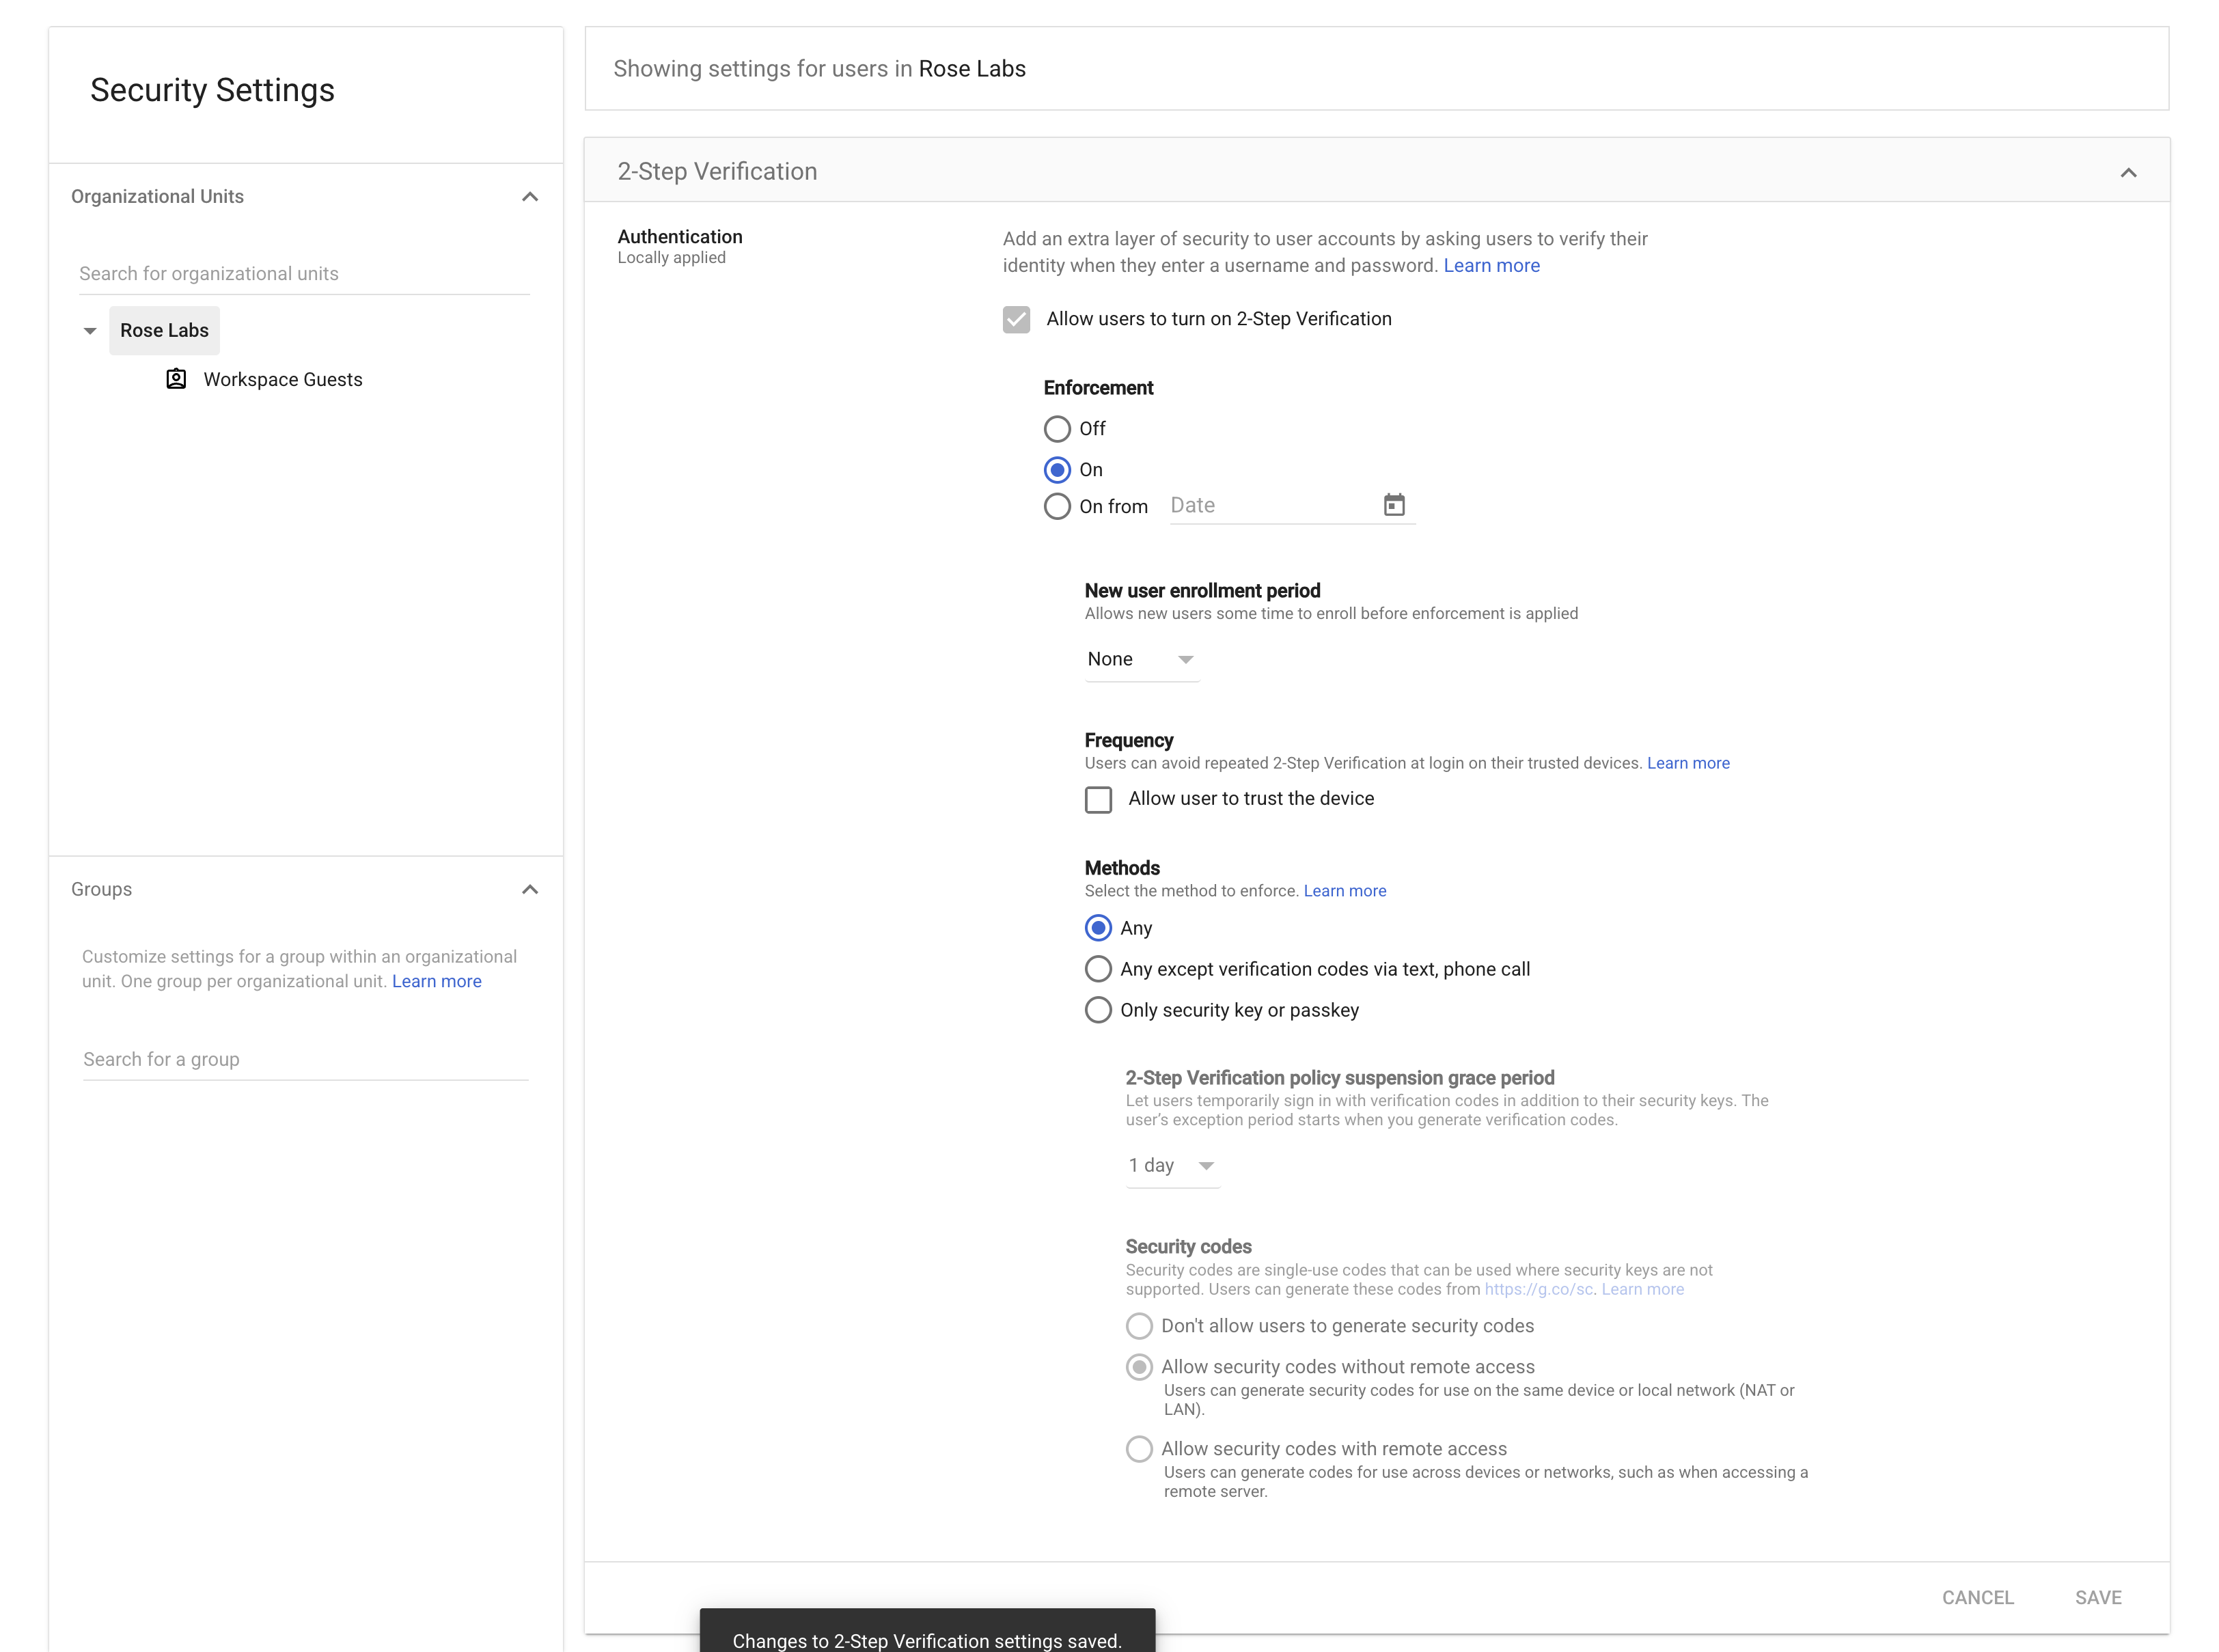 Security Settings
Organizational Units
Search for organizational units
Rose Labs
Workspace Guests
Groups
Customize settings for a group within an organizational
unit. One group per organizational unit. Learn more
Search for a group
Showing settings for users in Rose Labs
2-Step Verification
Authentication
Locally applied
Add an extra layer of security to user accounts by asking users to verify their
identity when they enter a username and password. Learn more
Allow users to turn on 2-Step Verification
Enforcement
Off
On
On from Date
New user enrollment period
Allows new users some time to enroll before enforcement is applied
None
Frequency
Users can avoid repeated 2-Step Verification at login on their trusted devices. Learn more
Allow user to trust the device
Methods
Select the method to enforce. Learn more
Any
Any except verification codes via text, phone call
Only security key or passkey
2-Step Verification policy suspension grace period
Let users temporarily sign in with verification codes in addition to their security keys. The
user's exception period starts when you generate verification codes.
1 day
Security codes
Security codes are single-use codes that can be used where security keys are not
supported. Users can generate these codes from https://g.co/sc. Learn more
Don't allow users to generate security codes
Allow security codes without remote access
Users can generate security codes for use on the same device or local network (NAT or
LAN).
Allow security codes with remote access
Users can generate codes for use across devices or networks, such as when accessing a
remote server.
CANCEL SAVE
Changes to 2-Step Verification settings saved.